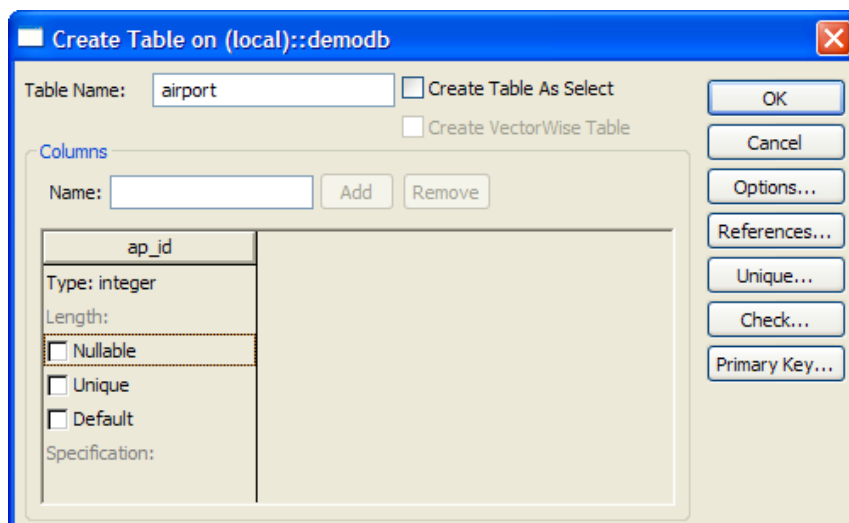 Create Table on (local)::demodb
Table Name: airport
Create Table As Select
Create VectorWise Table
Columns
Name:
Add
Remove
ap_id
Type: integer
Length:
Nullable
Unique
Default
Specification:
OK
Cancel
Options...
References...
Unique...
Check...
Primary Key...